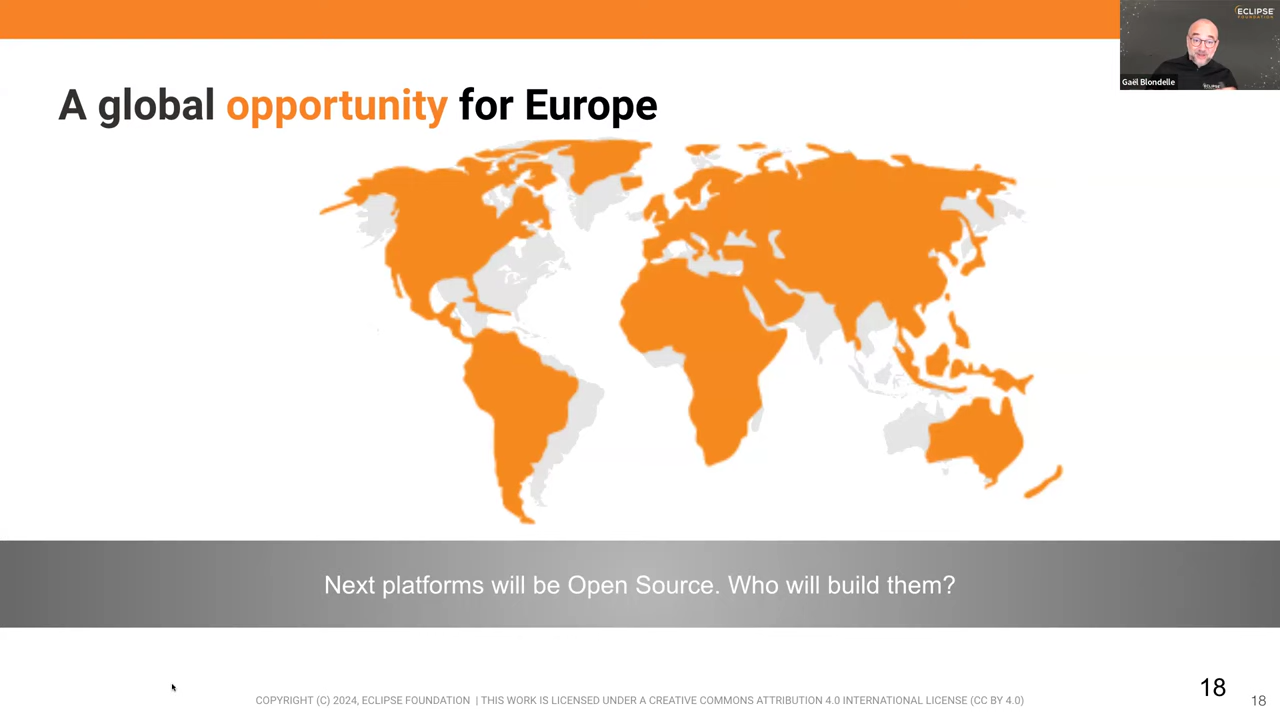 ECLIPSE
FOUNDATION
Gaël Blondelle
ECLIPSE
A global opportunity for Europe
Next platforms will be Open Source. Who will build them?
COPYRIGHT (C) 2024, ECLIPSE FOUNDATION | THIS WORK IS LICENSED UNDER A CREATIVE COMMONS ATTRIBUTION 4.0 INTERNATIONAL LICENSE (CC BY 4.0)
18
18